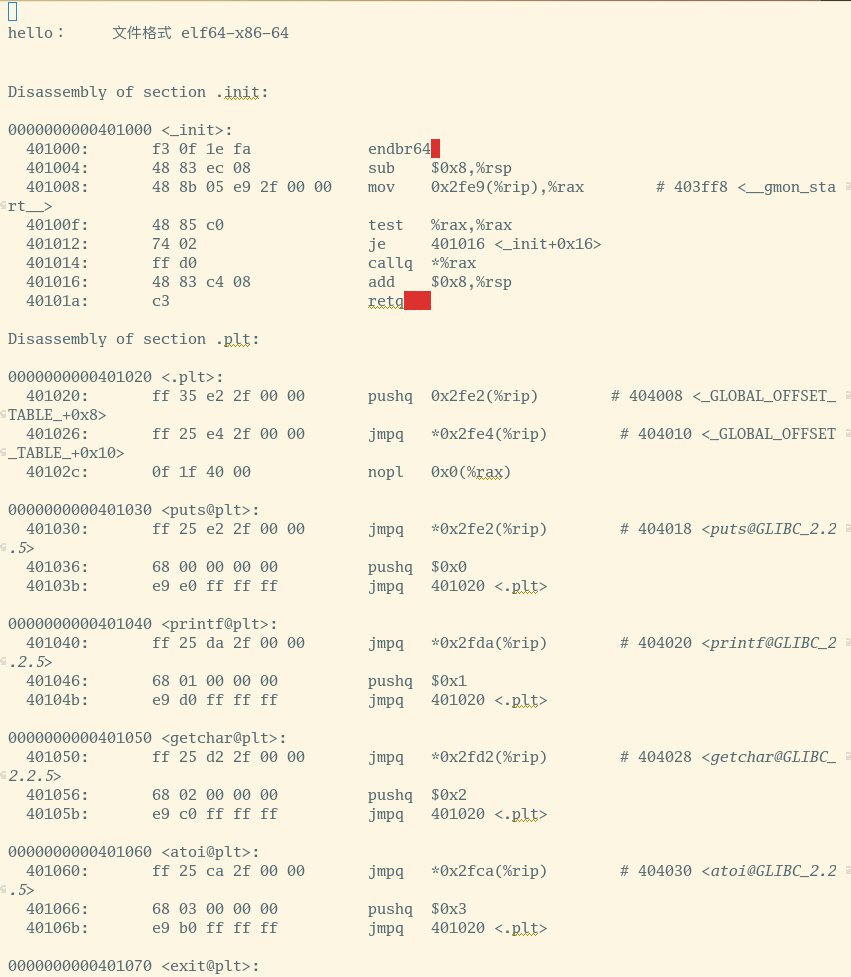 hello：     文件格式 elf64-x86-64
Disassembly of section .init:
0000000000401000 <_init>:
  401000:       f3 0f 1e fa             endbr64
  401004:       48 83 ec 08             sub    $0x8,%rsp
  401008:       48 8b 05 e9 2f 00 00    mov    0x2fe9(%rip),%rax        # 403ff8 <__gmon_sta
rt__>
  40100f:       48 85 c0                test   %rax,%rax
  401012:       74 02                   je     401016 <_init+0x16>
  401014:       ff d0                   callq  *%rax
  401016:       48 83 c4 08             add    $0x8,%rsp
  40101a:       c3                      retq
Disassembly of section .plt:
0000000000401020 <.plt>:
  401020:       ff 35 e2 2f 00 00       pushq  0x2fe2(%rip)        # 404008 <_GLOBAL_OFFSET_
TABLE_+0x8>
  401026:       ff 25 e4 2f 00 00       jmpq   *0x2fe4(%rip)        # 404010 <_GLOBAL_OFFSET
_TABLE_+0x10>
  40102c:       0f 1f 40 00             nopl   0x0(%rax)
0000000000401030 <puts@plt>:
  401030:       ff 25 e2 2f 00 00       jmpq   *0x2fe2(%rip)        # 404018 <puts@GLIBC_2.2
.5>
  401036:       68 00 00 00 00          pushq  $0x0
  40103b:       e9 e0 ff ff ff          jmpq   401020 <.plt>
0000000000401040 <printf@plt>:
  401040:       ff 25 da 2f 00 00       jmpq   *0x2fda(%rip)        # 404020 <printf@GLIBC_2
.2.5>
  401046:       68 01 00 00 00          pushq  $0x1
  40104b:       e9 d0 ff ff ff          jmpq   401020 <.plt>
0000000000401050 <getchar@plt>:
  401050:       ff 25 d2 2f 00 00       jmpq   *0x2fd2(%rip)        # 404028 <getchar@GLIBC_
2.2.5>
  401056:       68 02 00 00 00          pushq  $0x2
  40105b:       e9 c0 ff ff ff          jmpq   401020 <.plt>
0000000000401060 <atoi@plt>:
  401060:       ff 25 ca 2f 00 00       jmpq   *0x2fca(%rip)        # 404030 <atoi@GLIBC_2.2
.5>
  401066:       68 03 00 00 00          pushq  $0x3
  40106b:       e9 b0 ff ff ff          jmpq   401020 <.plt>
0000000000401070 <exit@plt>: